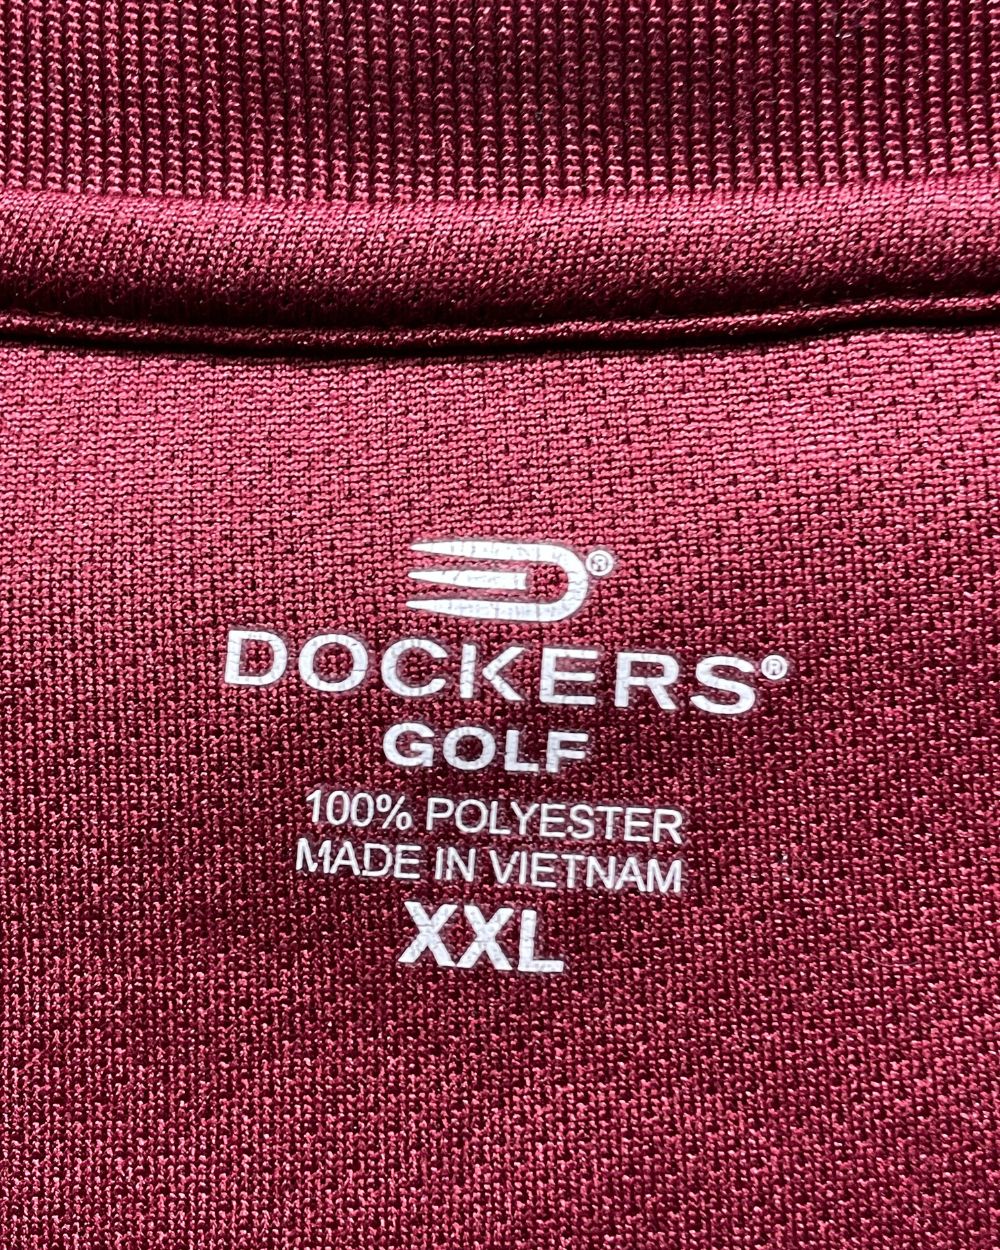 ®
DOCKERS®
GOLF
100% POLYESTER
MADE IN VIETNAM
XXL